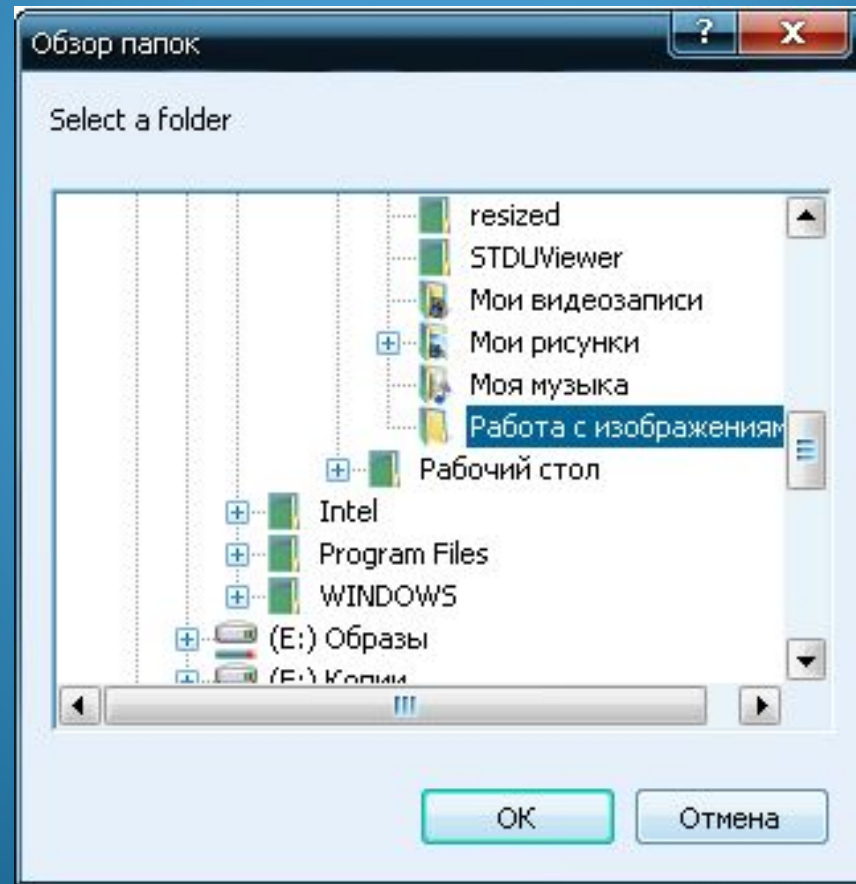 Обзор папок
?
X
Select a folder
resized
STDUViewer
Мои видеозаписи
Мои рисунки
Моя музыка
Работа с изображениям
Рабочий стол
Intel
Program Files
WINDOWS
(E:) Образы
(F:) Копии
OK
Отмена